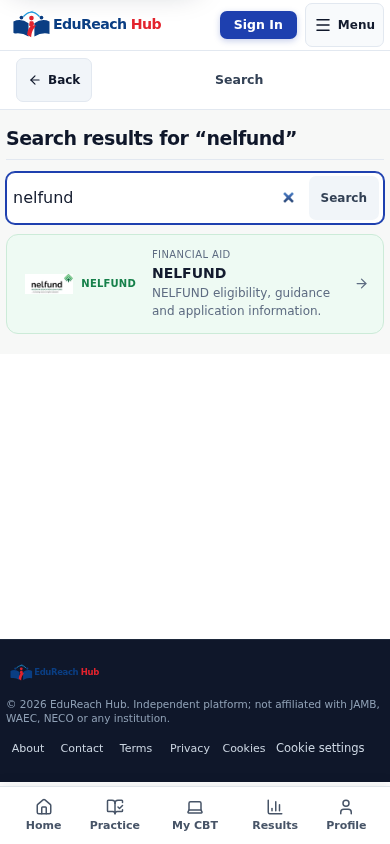 EduReach Hub
Sign In
Menu
Back
Search
Search results for “nelfund”
nelfund
Search
FINANCIAL AID
nelfund
NELFUND
NELFUND
NELFUND eligibility, guidance
and application information.
EduReach Hub
© 2026 EduReach Hub. Independent platform; not affiliated with JAMB,
WAEC, NECO or any institution.
About Contact Terms Privacy Cookies Cookie settings
Home Practice My CBT Results Profile